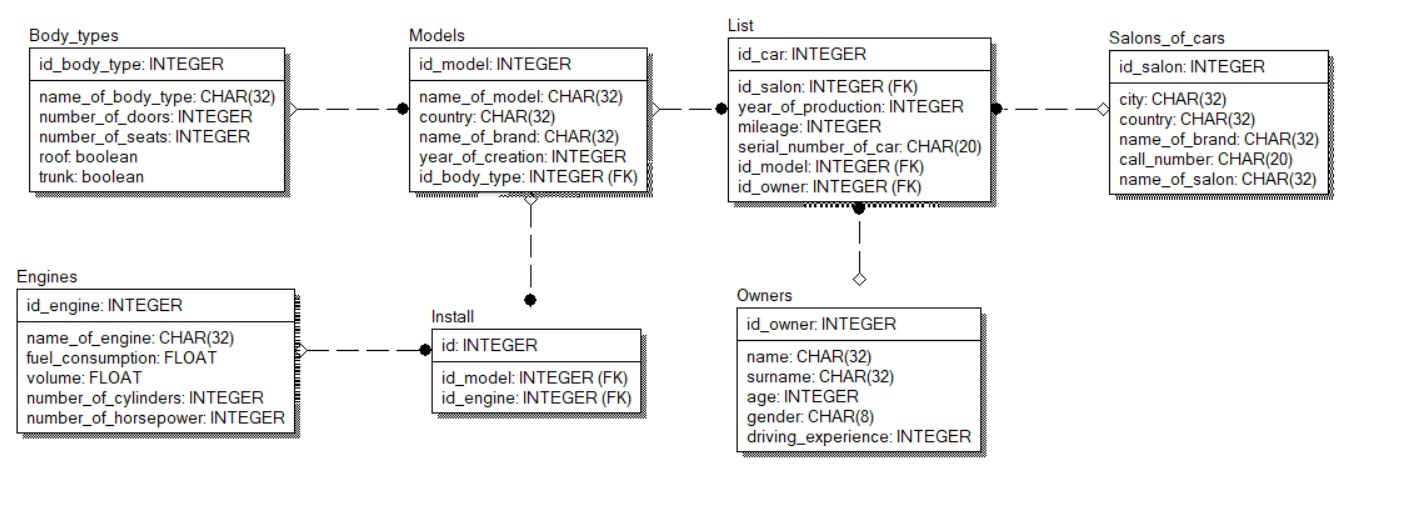 Body_types
id_body_type: INTEGER
name_of_body_type: CHAR(32)
number_of_doors: INTEGER
number_of_seats: INTEGER
roof: boolean
trunk: boolean
Models
id_model: INTEGER
name_of_model: CHAR(32)
country: CHAR(32)
name_of_brand: CHAR(32)
year_of_creation: INTEGER
id_body_type: INTEGER (FK)
List
id_car: INTEGER
id_salon: INTEGER (FK)
year_of_production: INTEGER
mileage: INTEGER
serial_number_of_car: CHAR(20)
id_model: INTEGER (FK)
id_owner: INTEGER (FK)
Salons_of_cars
id_salon: INTEGER
city: CHAR(32)
country: CHAR(32)
name_of_brand: CHAR(32)
call_number: CHAR(20)
name_of_salon: CHAR(32)
Engines
id_engine: INTEGER
name_of_engine: CHAR(32)
fuel_consumption: FLOAT
volume: FLOAT
number_of_cylinders: INTEGER
number_of_horsepower: INTEGER
Install
id: INTEGER
id_model: INTEGER (FK)
id_engine: INTEGER (FK)
Owners
id_owner: INTEGER
name: CHAR(32)
surname: CHAR(32)
age: INTEGER
gender: CHAR(8)
driving_experience: INTEGER